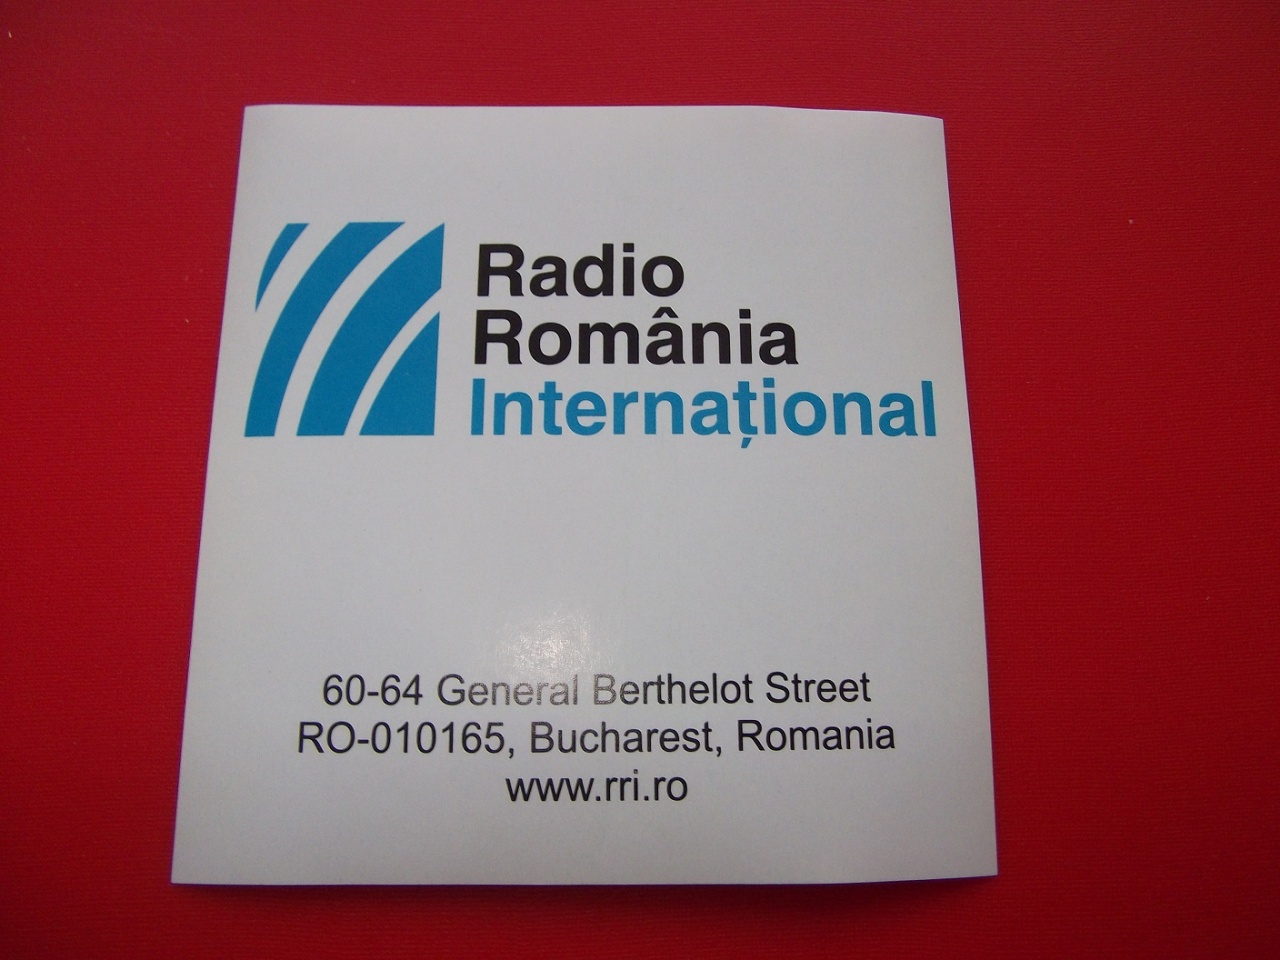 Radio
România
Internațional
60-64 General Berthelot Street
RO-010165, Bucharest, Romania
www.rri.ro